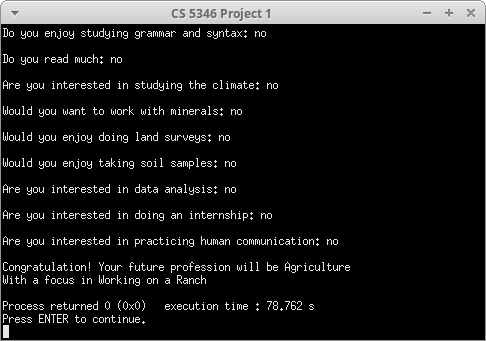 CS 5346 Project 1
Do you enjoy studying grammar and syntax: no
Do you read much: no
Are you interested in studying the climate: no
Would you want to work with minerals: no
Would you enjoy doing land surveys: no
Would you enjoy taking soil samples: no
Are you interested in data analysis: no
Are you interested in doing an internship: no
Are you interested in practicing human communication: no
Congratulation! Your future profession will be Agriculture
With a focus in Working on a Ranch
Process returned 0 (0x0)   execution time : 78.762 s
Press ENTER to continue.